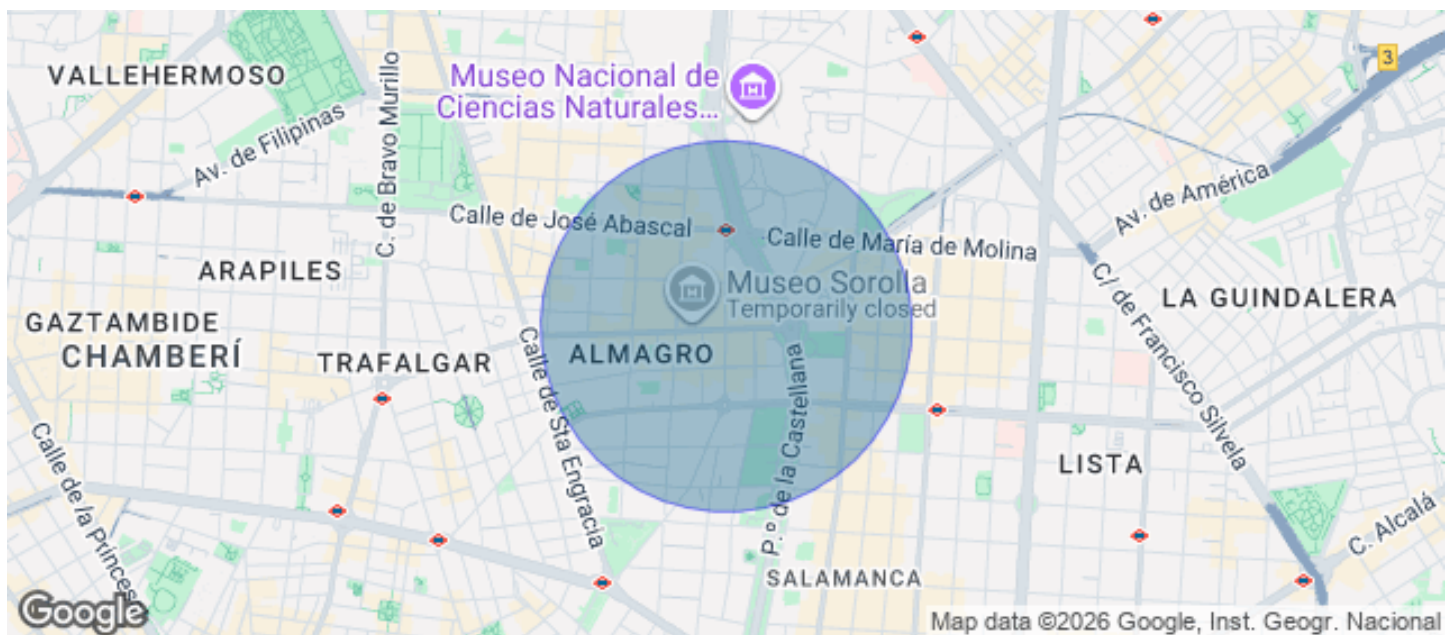 VALLEHERMOSO
Av. de Filipinas
C. de Bravo Murillo
Museo Nacional de
Ciencias Naturales...
3
Av. de América
Calle de José Abascal
Calle de María de Molina
ARAPILES
Museo Sorolla
Temporarily closed
C/ de Francisco Silvela
LA GUINDALERA
GAZTAMBIDE
CHAMBERÍ
TRAFALGAR
ALMAGRO
Calle de Sta Engracia
P.º de la Castellana
Calle de la Princes
LISTA
C. Alcalá
SALAMANCA
Google
Map data ©2026 Google, Inst. Geogr. Nacional